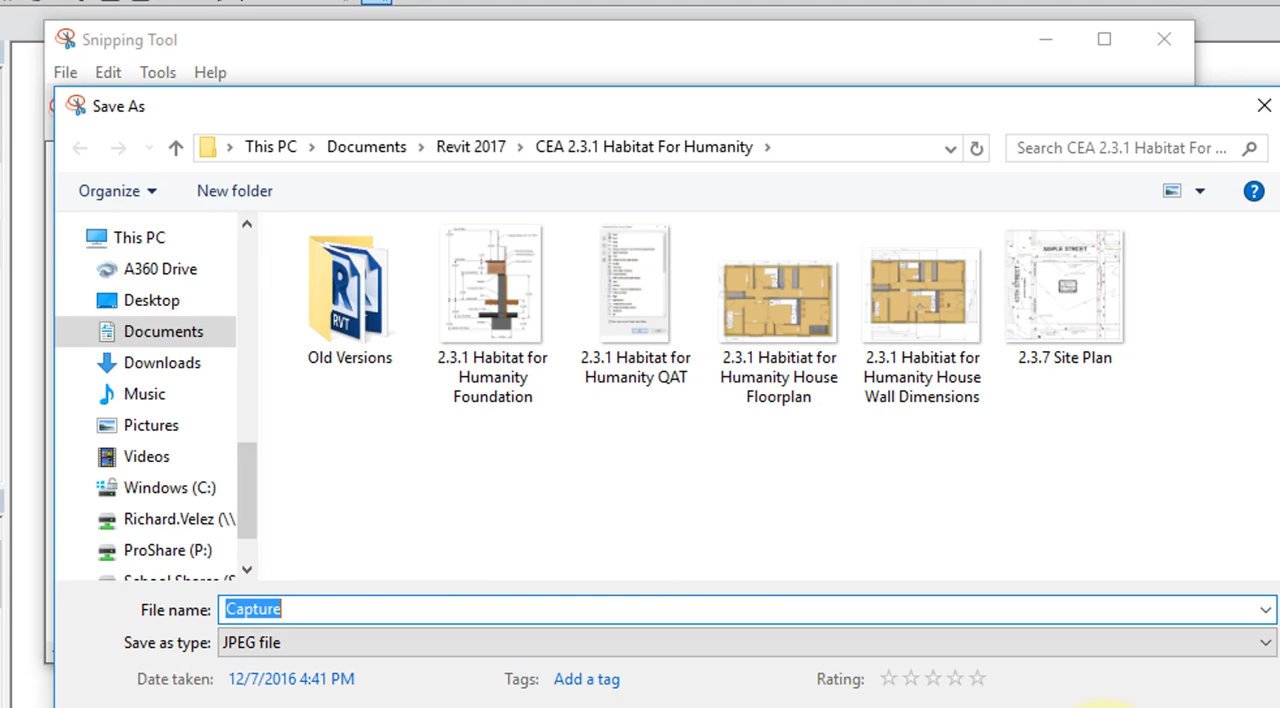 Snipping Tool
File Edit Tools Help
Save As
This PC Documents Revit 2017 CEA 2.3.1 Habitat For Humanity
Search CEA 2.3.1 Habitat For ...
Organize New folder
This PC
A360 Drive
Desktop
Documents
Downloads
Music
Pictures
Videos
Windows (C:)
Richard.Velez (\\
ProShare (P:)
RVT
Old Versions
2.3.1 Habitat for
Humanity
Foundation
2.3.1 Habitat for
Humanity QAT
2.3.1 Habitiat for
Humanity House
Floorplan
2.3.1 Habitiat for
Humanity House
Wall Dimensions
MAPLE STREET
2.3.7 Site Plan
File name: Capture
Save as type: JPEG file
Date taken: 12/7/2016 4:41 PM
Tags: Add a tag
Rating: